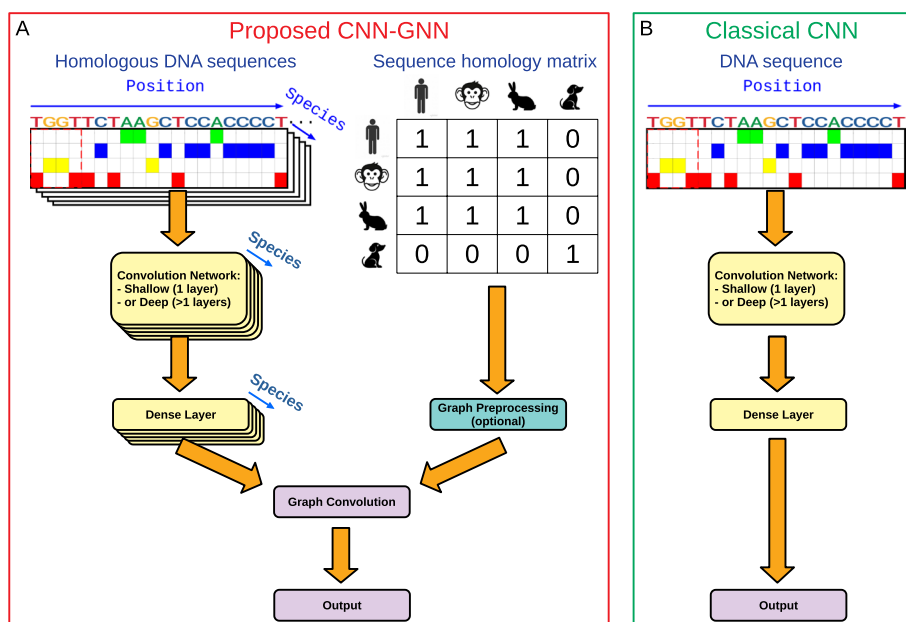 A
Proposed CNN-GNN
Homologous DNA sequences
Position
Species
TGGTTCTAAGCTCCACCCCT...
Sequence homology matrix
1 1 1 0
1 1 1 0
1 1 1 0
0 0 0 1
Species
Convolution Network:
- Shallow (1 layer)
- or Deep (>1 layers)
Species
Dense Layer
Graph Preprocessing
(optional)
Graph Convolution
Output
B
Classical CNN
DNA sequence
Position
TGGTTCTAAGCTCCACCCCT
Convolution Network:
- Shallow (1 layer)
- or Deep (>1 layers)
Dense Layer
Output